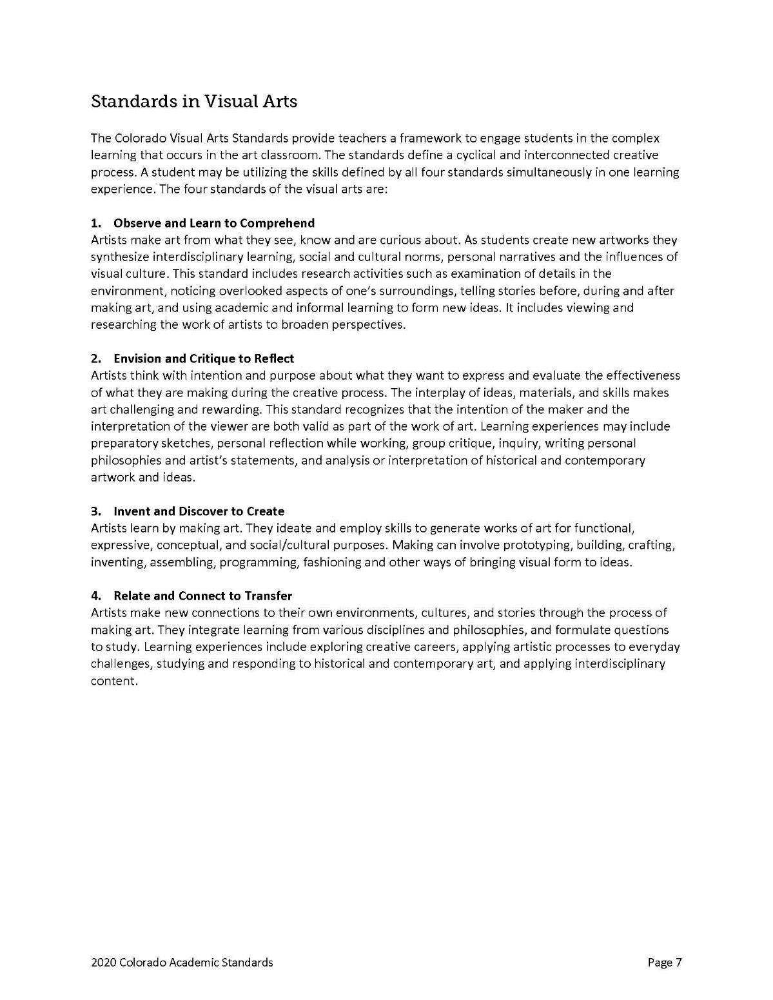 Standards in Visual Arts
The Colorado Visual Arts Standards provide teachers a framework to engage students in the complex
learning that occurs in the art classroom. The standards define a cyclical and interconnected creative
process. A student may be utilizing the skills defined by all four standards simultaneously in one learning
experience. The four standards of the visual arts are:
1. Observe and Learn to Comprehend
Artists make art from what they see, know and are curious about. As students create new artworks they
synthesize interdisciplinary learning, social and cultural norms, personal narratives and the influences of
visual culture. This standard includes research activities such as examination of details in the
environment, noticing overlooked aspects of one’s surroundings, telling stories before, during and after
making art, and using academic and informal learning to form new ideas. It includes viewing and
researching the work of artists to broaden perspectives.
2. Envision and Critique to Reflect
Artists think with intention and purpose about what they want to express and evaluate the effectiveness
of what they are making during the creative process. The interplay of ideas, materials, and skills makes
art challenging and rewarding. This standard recognizes that the intention of the maker and the
interpretation of the viewer are both valid as part of the work of art. Learning experiences may include
preparatory sketches, personal reflection while working, group critique, inquiry, writing personal
philosophies and artist’s statements, and analysis or interpretation of historical and contemporary
artwork and ideas.
3. Invent and Discover to Create
Artists learn by making art. They ideate and employ skills to generate works of art for functional,
expressive, conceptual, and social/cultural purposes. Making can involve prototyping, building, crafting,
inventing, assembling, programming, fashioning and other ways of bringing visual form to ideas.
4. Relate and Connect to Transfer
Artists make new connections to their own environments, cultures, and stories through the process of
making art. They integrate learning from various disciplines and philosophies, and formulate questions
to study. Learning experiences include exploring creative careers, applying artistic processes to everyday
challenges, studying and responding to historical and contemporary art, and applying interdisciplinary
content.
2020 Colorado Academic Standards Page 7